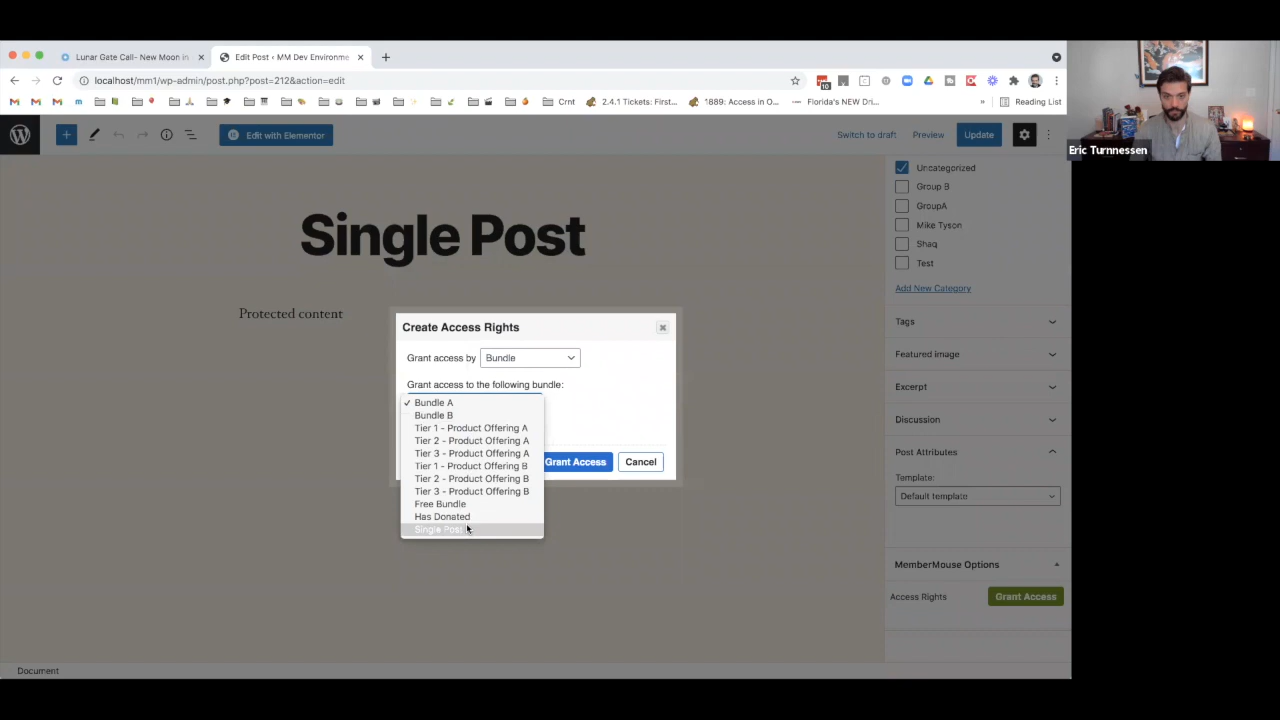 Lunar Gate Call- New Moon in
Edit Post ‹ MM Dev Environme
localhost/mm1/wp-admin/post.php?post=212&action=edit
10
Crnt
2.4.1 Tickets: First...
1689: Access in O...
Florida's NEW Dri...
»
Reading List
Eric Turnnessen
Edit with Elementor
Switch to draft
Preview
Update
Single Post
Protected content
Create Access Rights
Grant access by
Bundle
Grant access to the following bundle:
✓ Bundle A
Bundle B
Tier 1 - Product Offering A
Tier 2 - Product Offering A
Tier 3 - Product Offering A
Tier 1 - Product Offering B
Tier 2 - Product Offering B
Tier 3 - Product Offering B
Free Bundle
Has Donated
Single Post
Grant Access
Cancel
Uncategorized
Group B
GroupA
Mike Tyson
Shaq
Test
Add New Category
Tags
Featured image
Excerpt
Discussion
Post Attributes
Template:
Default template
MemberMouse Options
Access Rights
Grant Access
Document